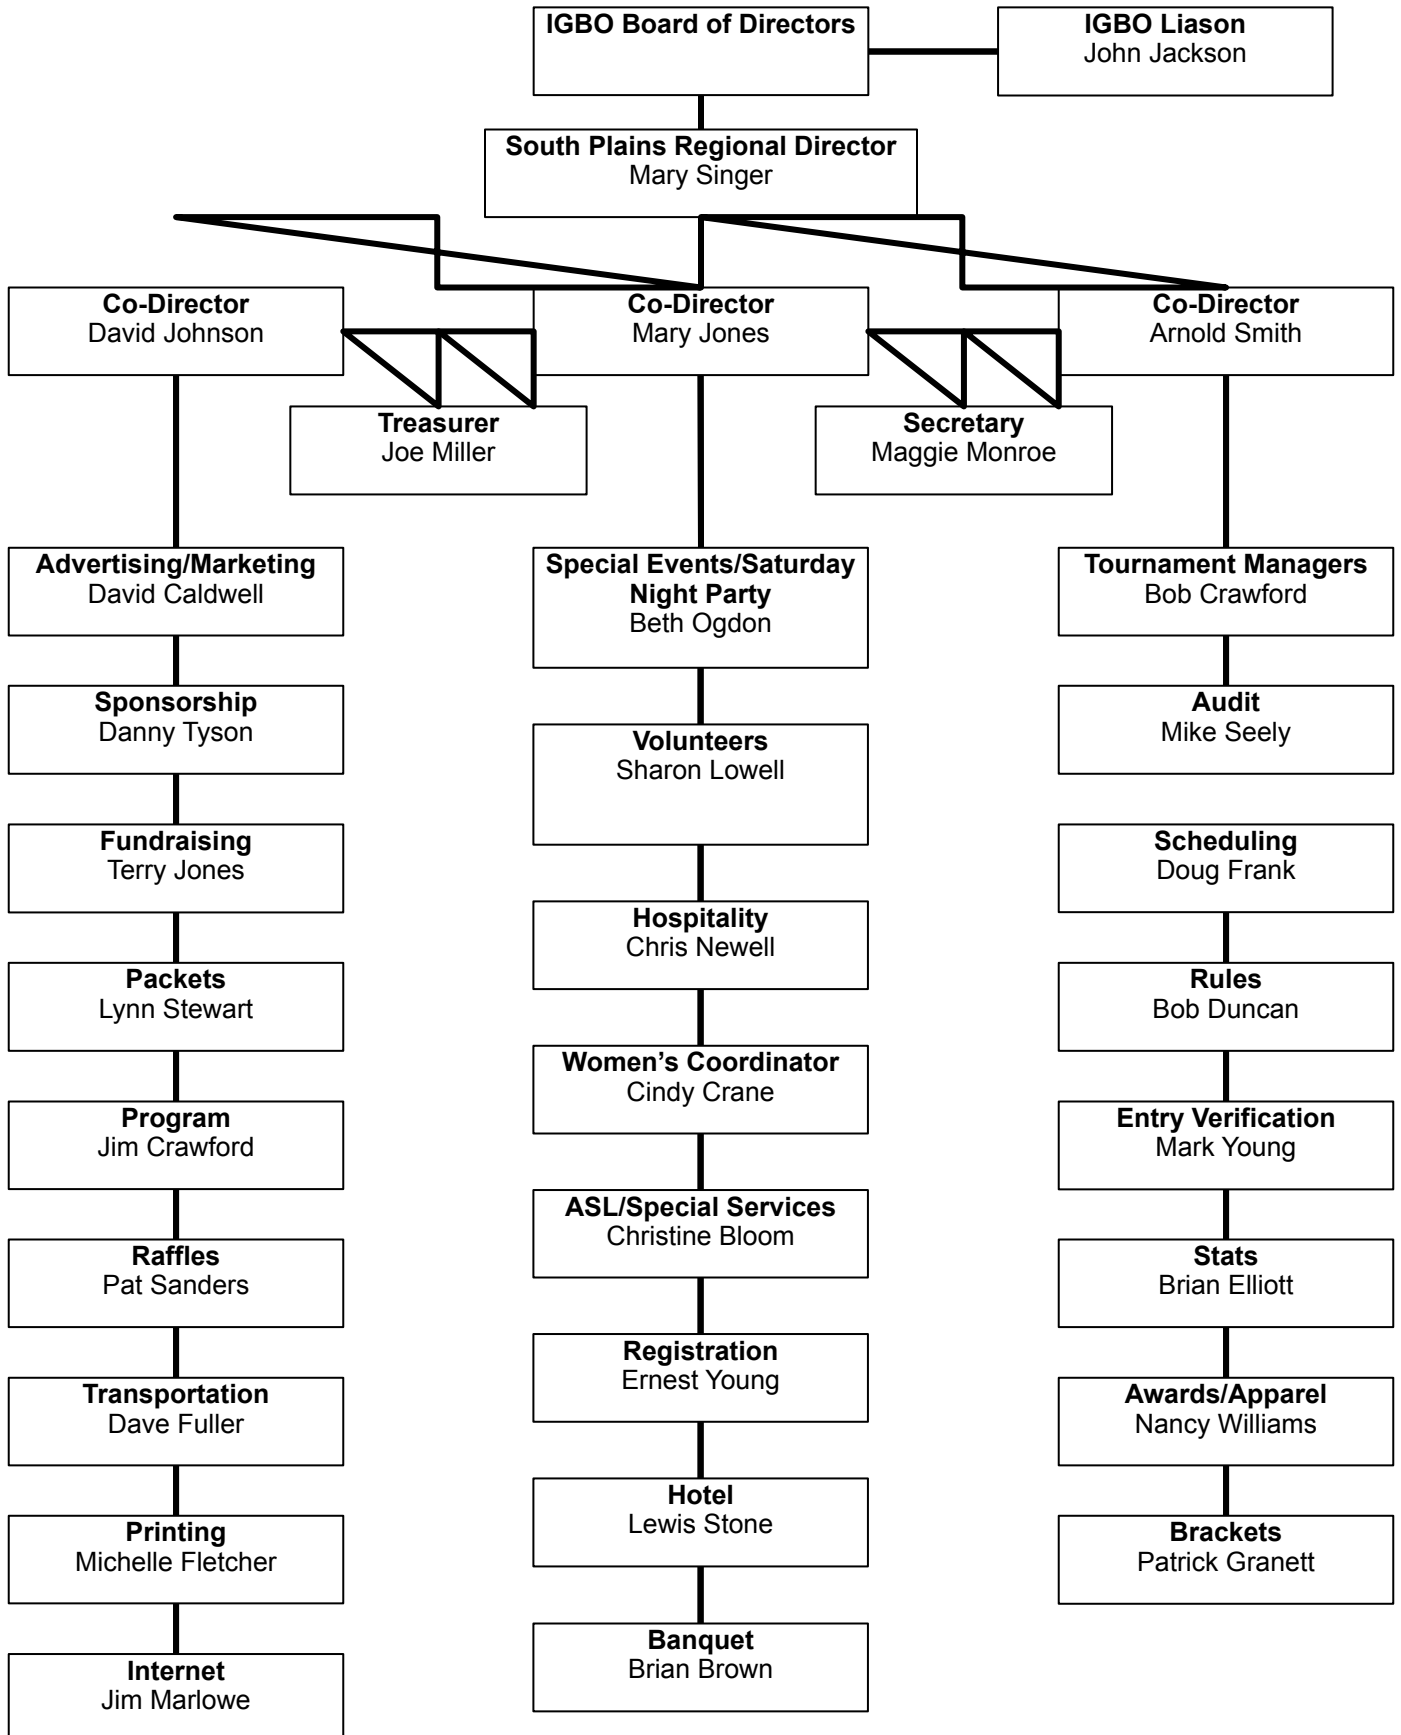 IGBO Board of Directors
IGBO Liason
John Jackson
South Plains Regional Director
Mary Singer
Co-Director
David Johnson
Co-Director
Mary Jones
Co-Director
Arnold Smith
Treasurer
Joe Miller
Secretary
Maggie Monroe
Advertising/Marketing
David Caldwell
Sponsorship
Danny Tyson
Fundraising
Terry Jones
Packets
Lynn Stewart
Program
Jim Crawford
Raffles
Pat Sanders
Transportation
Dave Fuller
Printing
Michelle Fletcher
Internet
Jim Marlowe
Special Events/Saturday
Night Party
Beth Ogdon
Volunteers
Sharon Lowell
Hospitality
Chris Newell
Women’s Coordinator
Cindy Crane
ASL/Special Services
Christine Bloom
Registration
Ernest Young
Hotel
Lewis Stone
Banquet
Brian Brown
Tournament Managers
Bob Crawford
Audit
Mike Seely
Scheduling
Doug Frank
Rules
Bob Duncan
Entry Verification
Mark Young
Stats
Brian Elliott
Awards/Apparel
Nancy Williams
Brackets
Patrick Granett